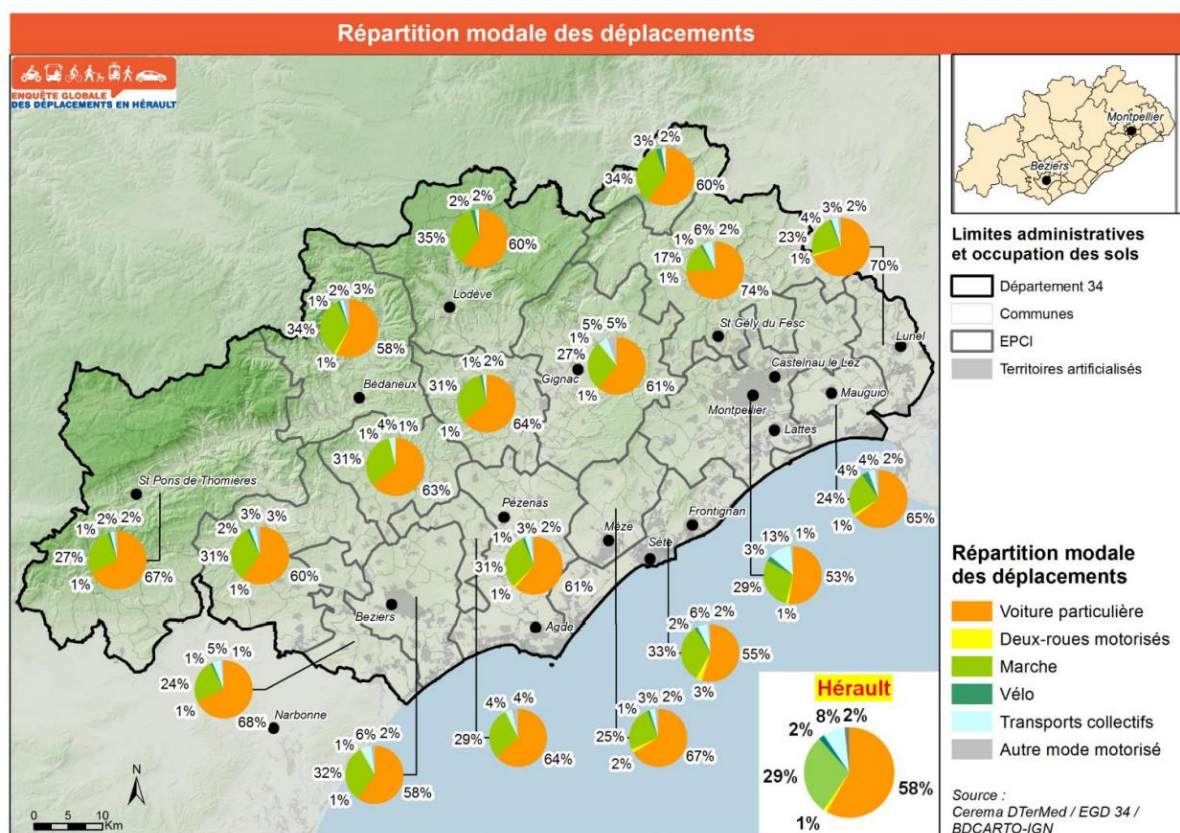 Répartition modale des déplacements
ENQUÊTE GLOBALE
DES DÉPLACEMENTS EN HÉRAULT
3% 2%
34%
60%
2% 2%
35%
60%
Lodève
1% 6% 2%
17%
1%
74%
4% 3% 2%
23%
1%
70%
1% 2% 3%
34%
1%
58%
Bédarieux
5% 5%
1%
27%
1%
61%
Gignac
St Gély du Fesc
Lunel
Castelnau le Lez
Mauguio
Montpellier
Lattes
1% 2%
31%
1%
64%
4% 1%
1%
31%
63%
St Pons de Thomières
1% 2% 2%
27%
1%
67%
2% 3% 3%
31%
1%
60%
Pézenas
1% 3% 2%
31%
1%
61%
Mèze
Frontignan
Sète
Beziers
Agde
4% 4% 2%
24%
1%
65%
13% 1%
3%
29%
1%
53%
2% 6% 2%
33%
3%
55%
1% 5% 1%
24%
1%
68%
Narbonne
1% 6% 2%
32%
1%
58%
4% 4%
29%
64%
1% 3% 2%
25%
2%
67%
Hérault
8% 2%
2%
29%
1%
58%
N
0 5 10
Km
Montpellier
Beziers
Limites administratives
et occupation des sols
Département 34
Communes
EPCI
Territoires artificialisés
Répartition modale
des déplacements
Voiture particulière
Deux-roues motorisés
Marche
Vélo
Transports collectifs
Autre mode motorisé
Source :
Cerema DTerMed / EGD 34 /
BDCARTO-IGN